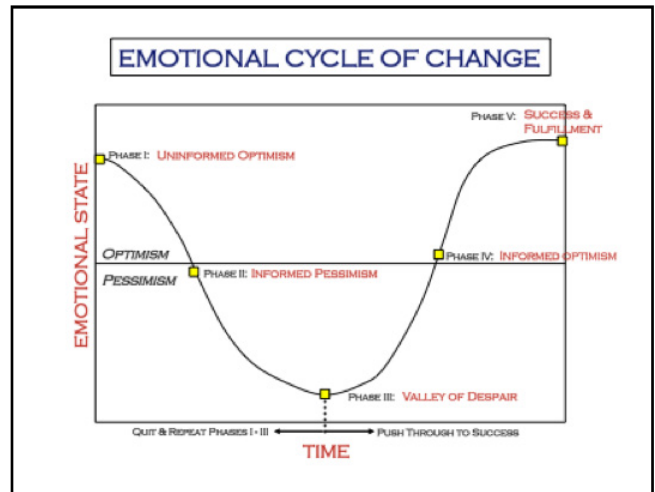 EMOTIONAL CYCLE OF CHANGE
PHASE V: SUCCESS &
FULFILLMENT
PHASE I: UNINFORMED OPTIMISM
EMOTIONAL STATE
OPTIMISM
PHASE IV: INFORMED OPTIMISM
PESSIMISM
PHASE II: INFORMED PESSIMISM
PHASE III: VALLEY OF DESPAIR
QUIT & REPEAT PHASES I - III
PUSH THROUGH TO SUCCESS
TIME